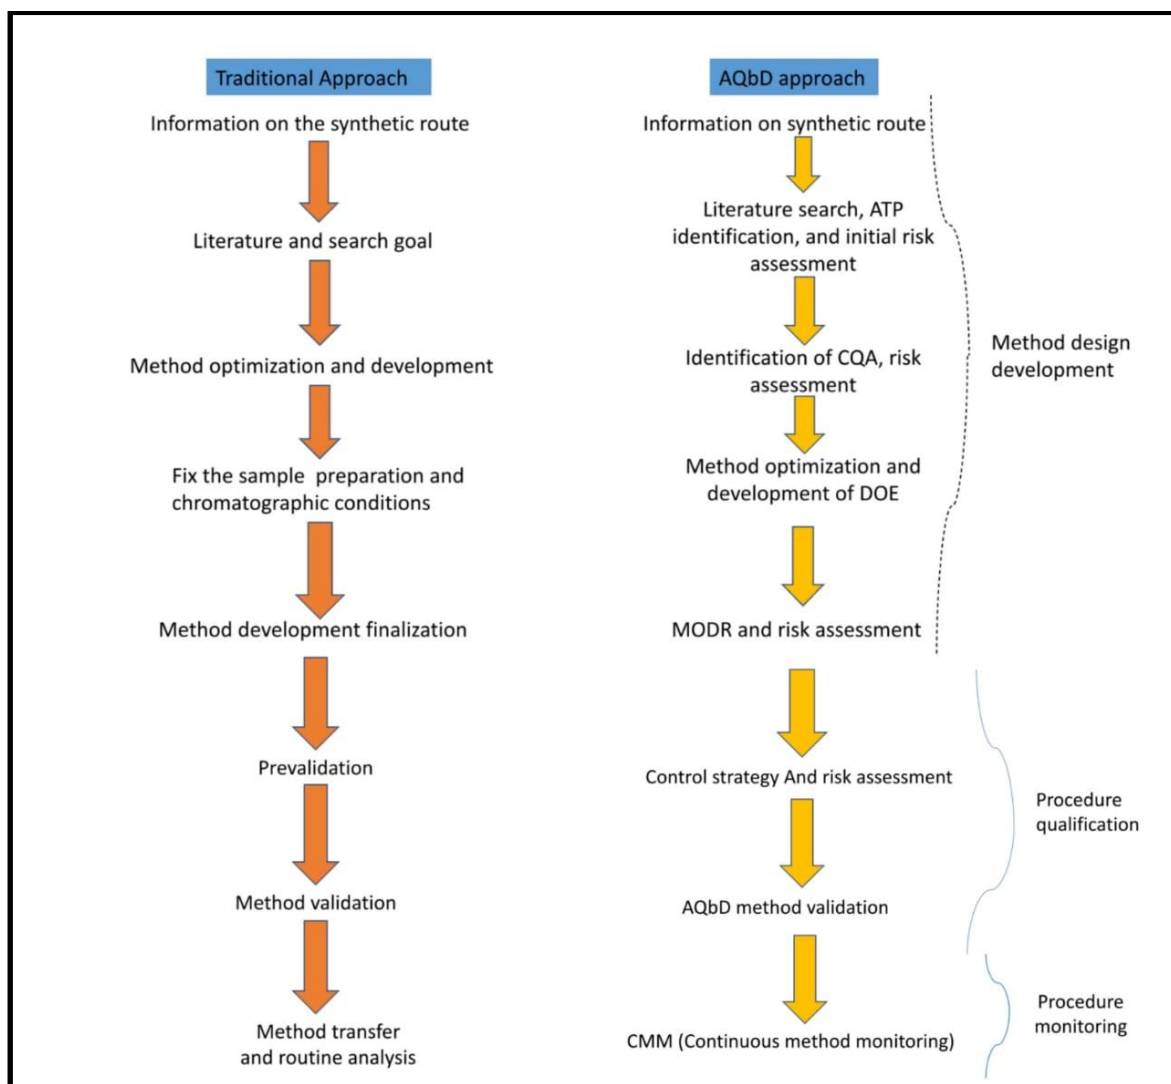 Traditional Approach
Information on the synthetic route
Literature and search goal
Method optimization and development
Fix the sample preparation and
chromatographic conditions
Method development finalization
Prevalidation
Method validation
Method transfer
and routine analysis
AQbD approach
Information on synthetic route
Literature search, ATP
identification, and initial risk
assessment
Identification of CQA, risk
assessment
Method optimization and
development of DOE
MODR and risk assessment
Control strategy And risk assessment
AQbD method validation
CMM (Continuous method monitoring)
Method design
development
Procedure
qualification
Procedure
monitoring